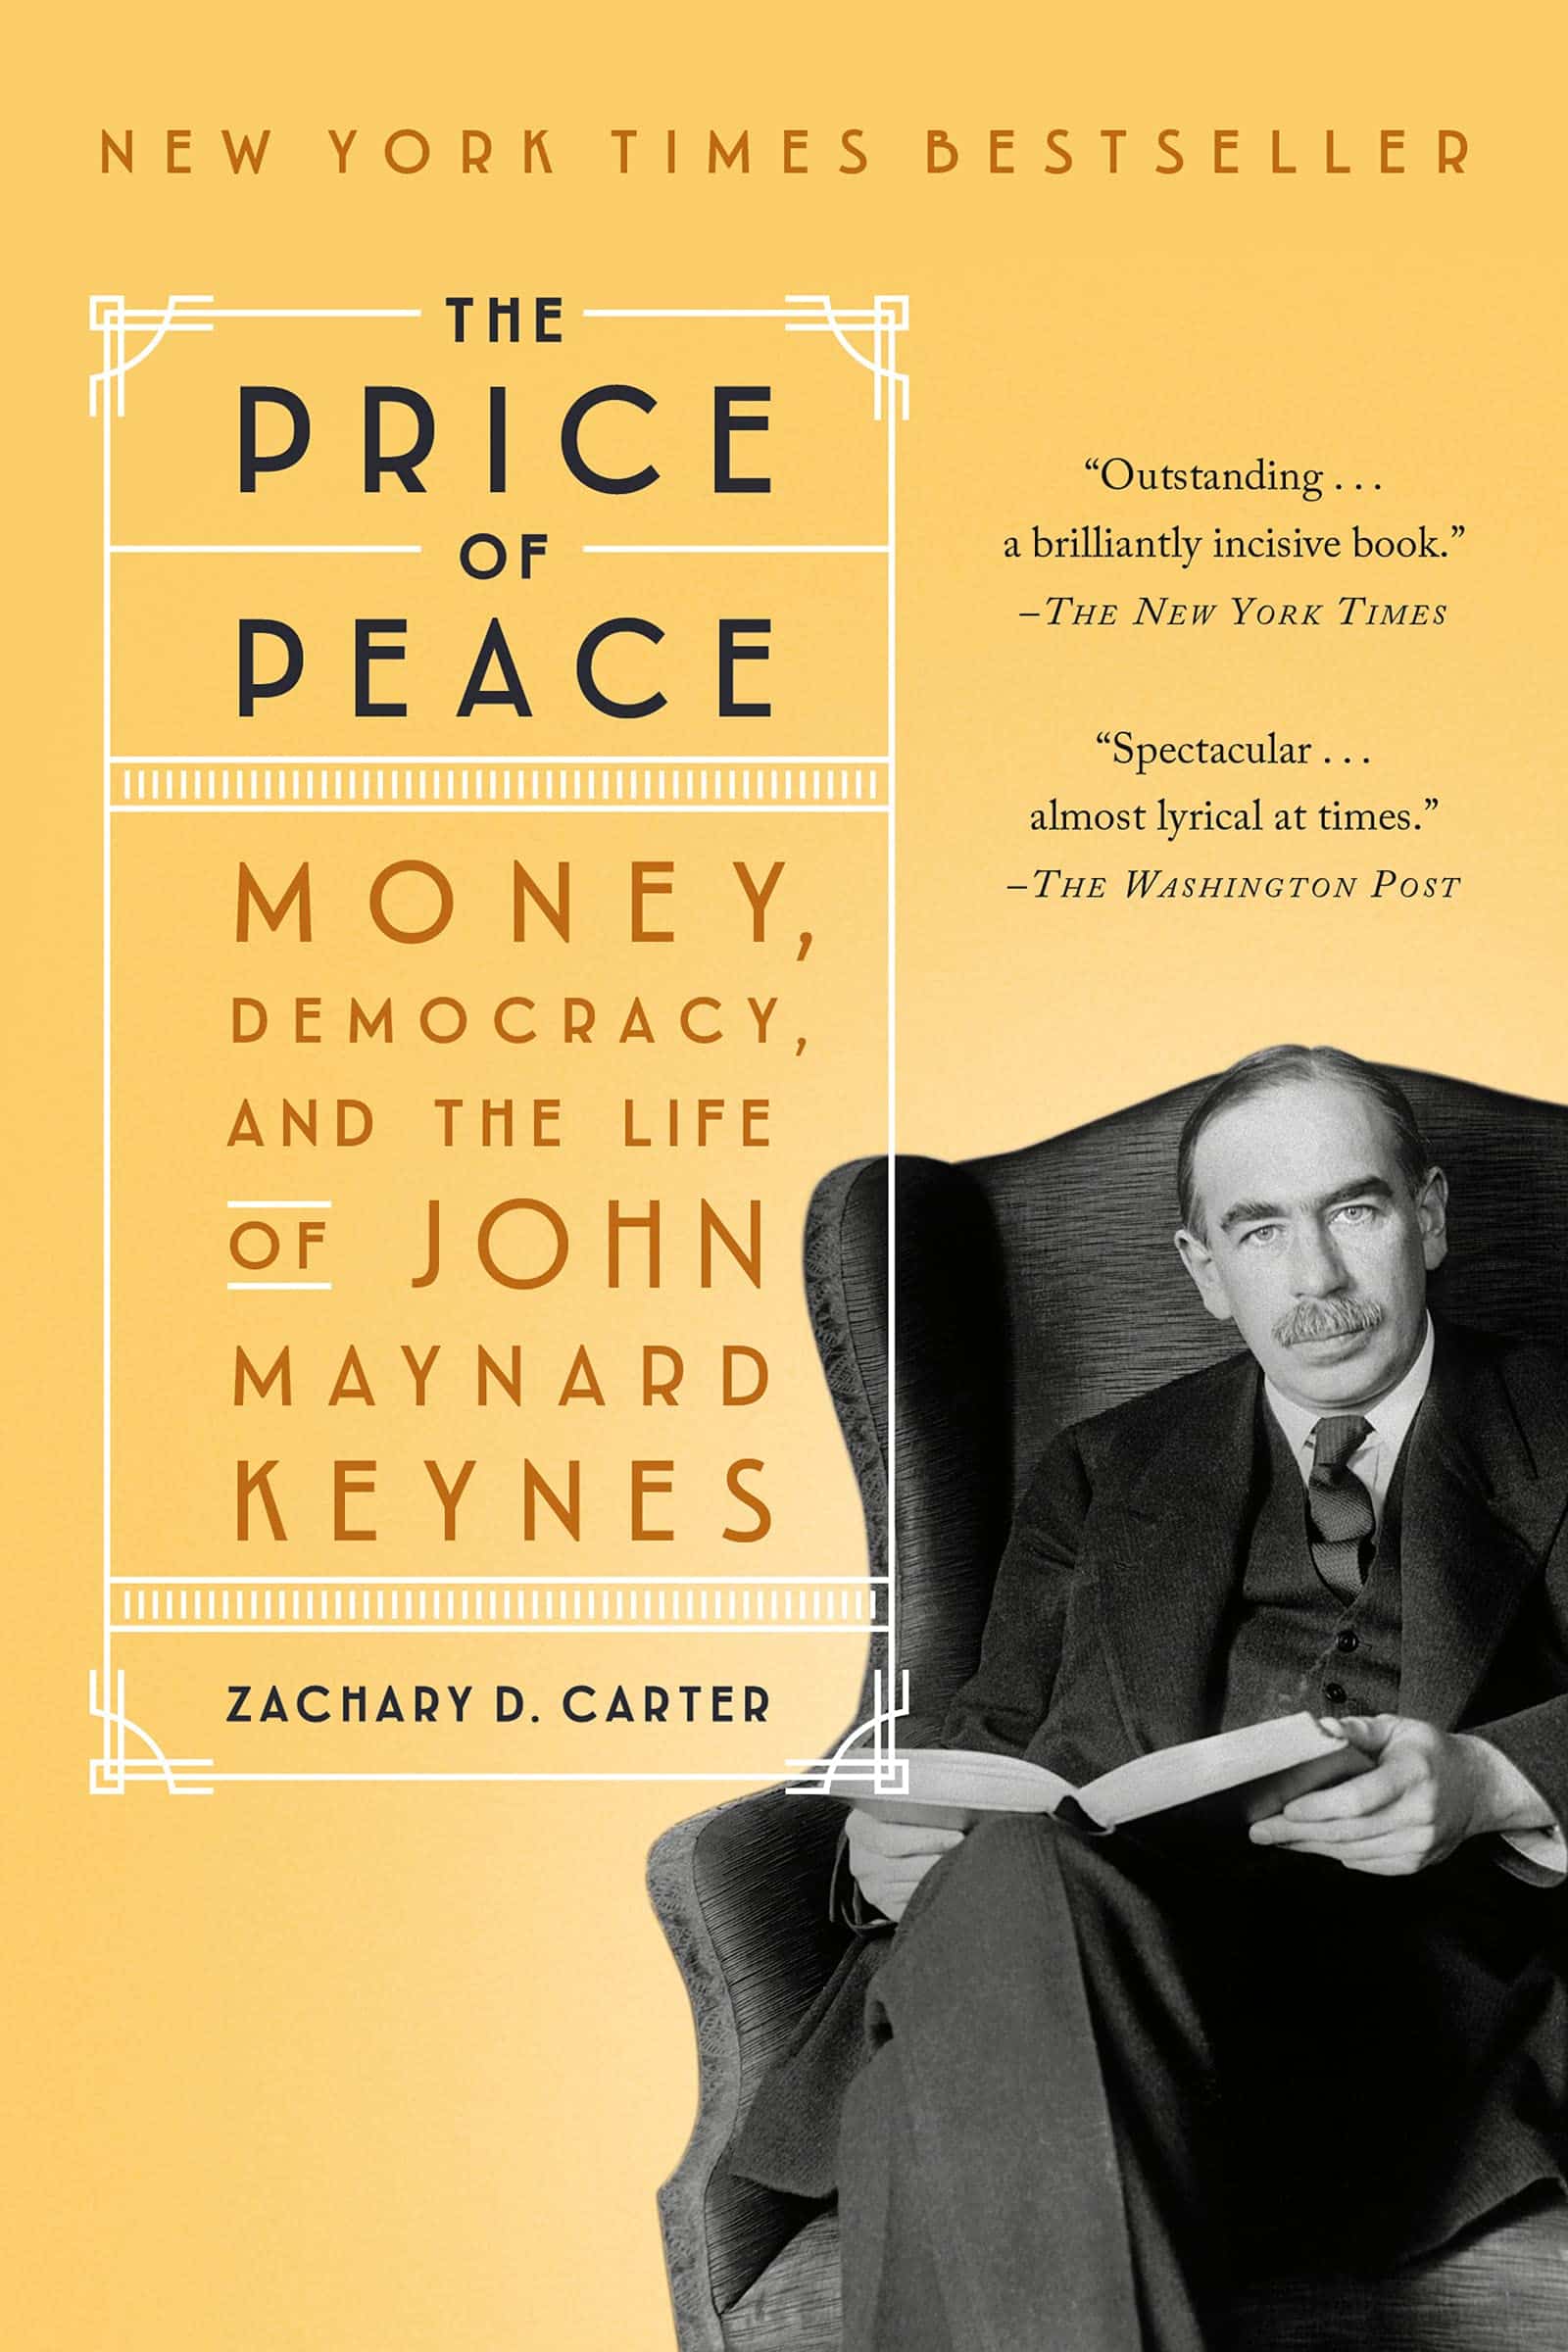 NEW YORK TIMES BESTSELLER
THE
PRICE
OF
PEACE
MONEY,
DEMOCRACY,
AND THE LIFE
OF JOHN
MAYNARD
KEYNES
ZACHARY D. CARTER
“Outstanding . . .
a brilliantly incisive book.”
–THE NEW YORK TIMES
“Spectacular . . .
almost lyrical at times.”
–THE WASHINGTON POST